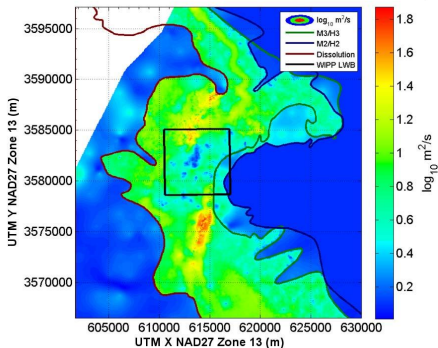 3595000
3590000
3585000
3580000
3575000
3570000
UTM Y NAD27 Zone 13 (m)
605000 610000 615000 620000 625000 630000
UTM X NAD27 Zone 13 (m)
log10 m²/s
M3/H3
M2/H2
Dissolution
WIPP LWB
1.8
1.6
1.4
1.2
1
0.8
0.6
0.4
0.2
log10 m²/s